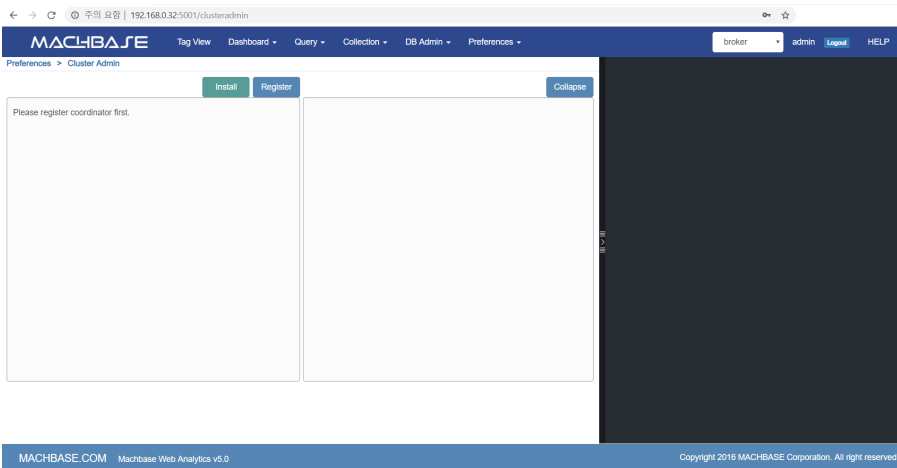 주의 요함 | 192.168.0.32:5001/clusteradmin
MACHBASE Tag View Dashboard Query Collection DB Admin Preferences broker admin Logout HELP
Preferences > Cluster Admin
Install Register Collapse
Please register coordinator first.
MACHBASE.COM Machbase Web Analytics v5.0 Copyright 2016 MACHBASE Corporation. All right reserved